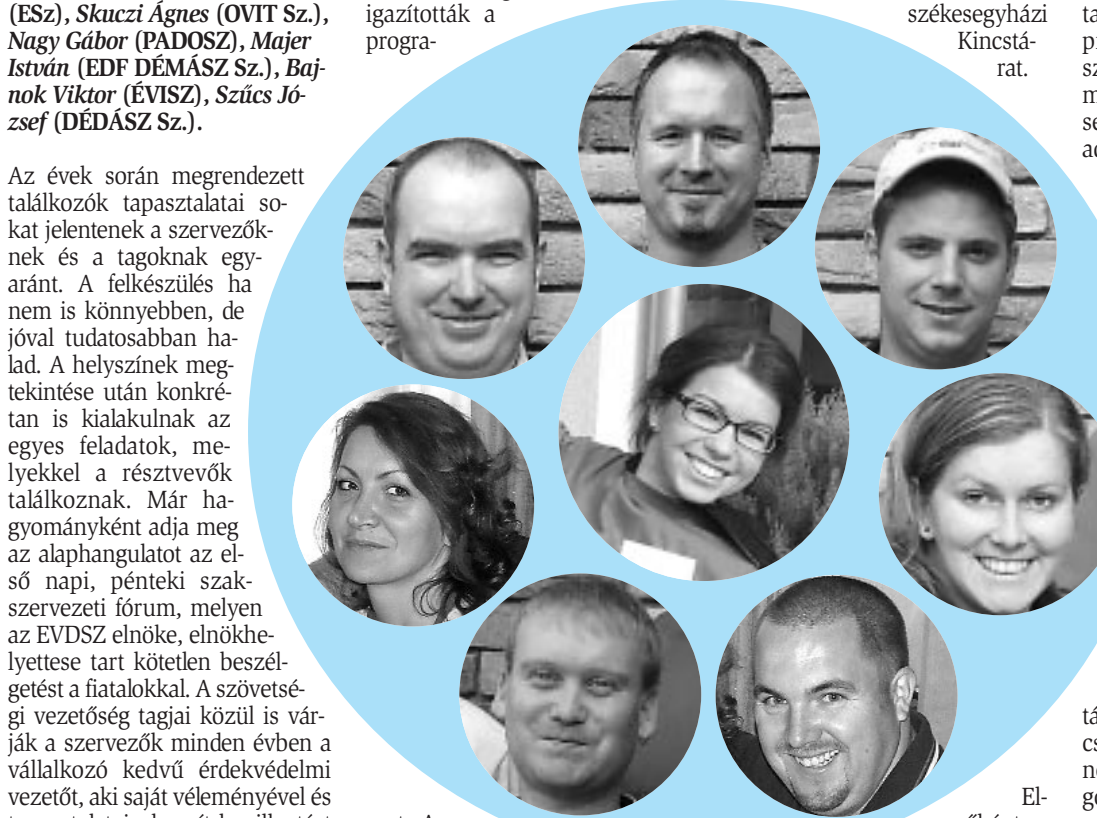 (ESz), Skuczi Ágnes (OVIT Sz.),
Nagy Gábor (PADOSZ), Majer
István (EDF DÉMÁSZ Sz.), Baj-
nok Viktor (ÉVISZ), Szűcs Jó-
zsef (DÉDÁSZ Sz.).
Az évek során megrendezett
találkozók tapasztalatai so-
kat jelentenek a szervezők-
nek és a tagoknak egy-
aránt. A felkészülés ha
nem is könnyebben, de
jóval tudatosabban ha-
lad. A helyszínek meg-
tekintése után konkré-
tan is kialakulnak az
egyes feladatok, me-
lyekkel a résztvevők
találkoznak. Már ha-
gyományként adja meg
az alaphangulatot az el-
ső napi, pénteki szak-
szervezeti fórum, melyen
az EVDSZ elnöke, elnökhe-
lyettese tart kötetlen beszél-
getést a fiatalokkal. A szövetsé-
gi vezetőség tagjai közül is vár-
ják a szervezők minden évben a
vállalkozó kedvű érdekvédelmi
vezetőt, aki saját véleményével és
igazították a
progra-
székesegyházi
Kincstá-
rat.
El-